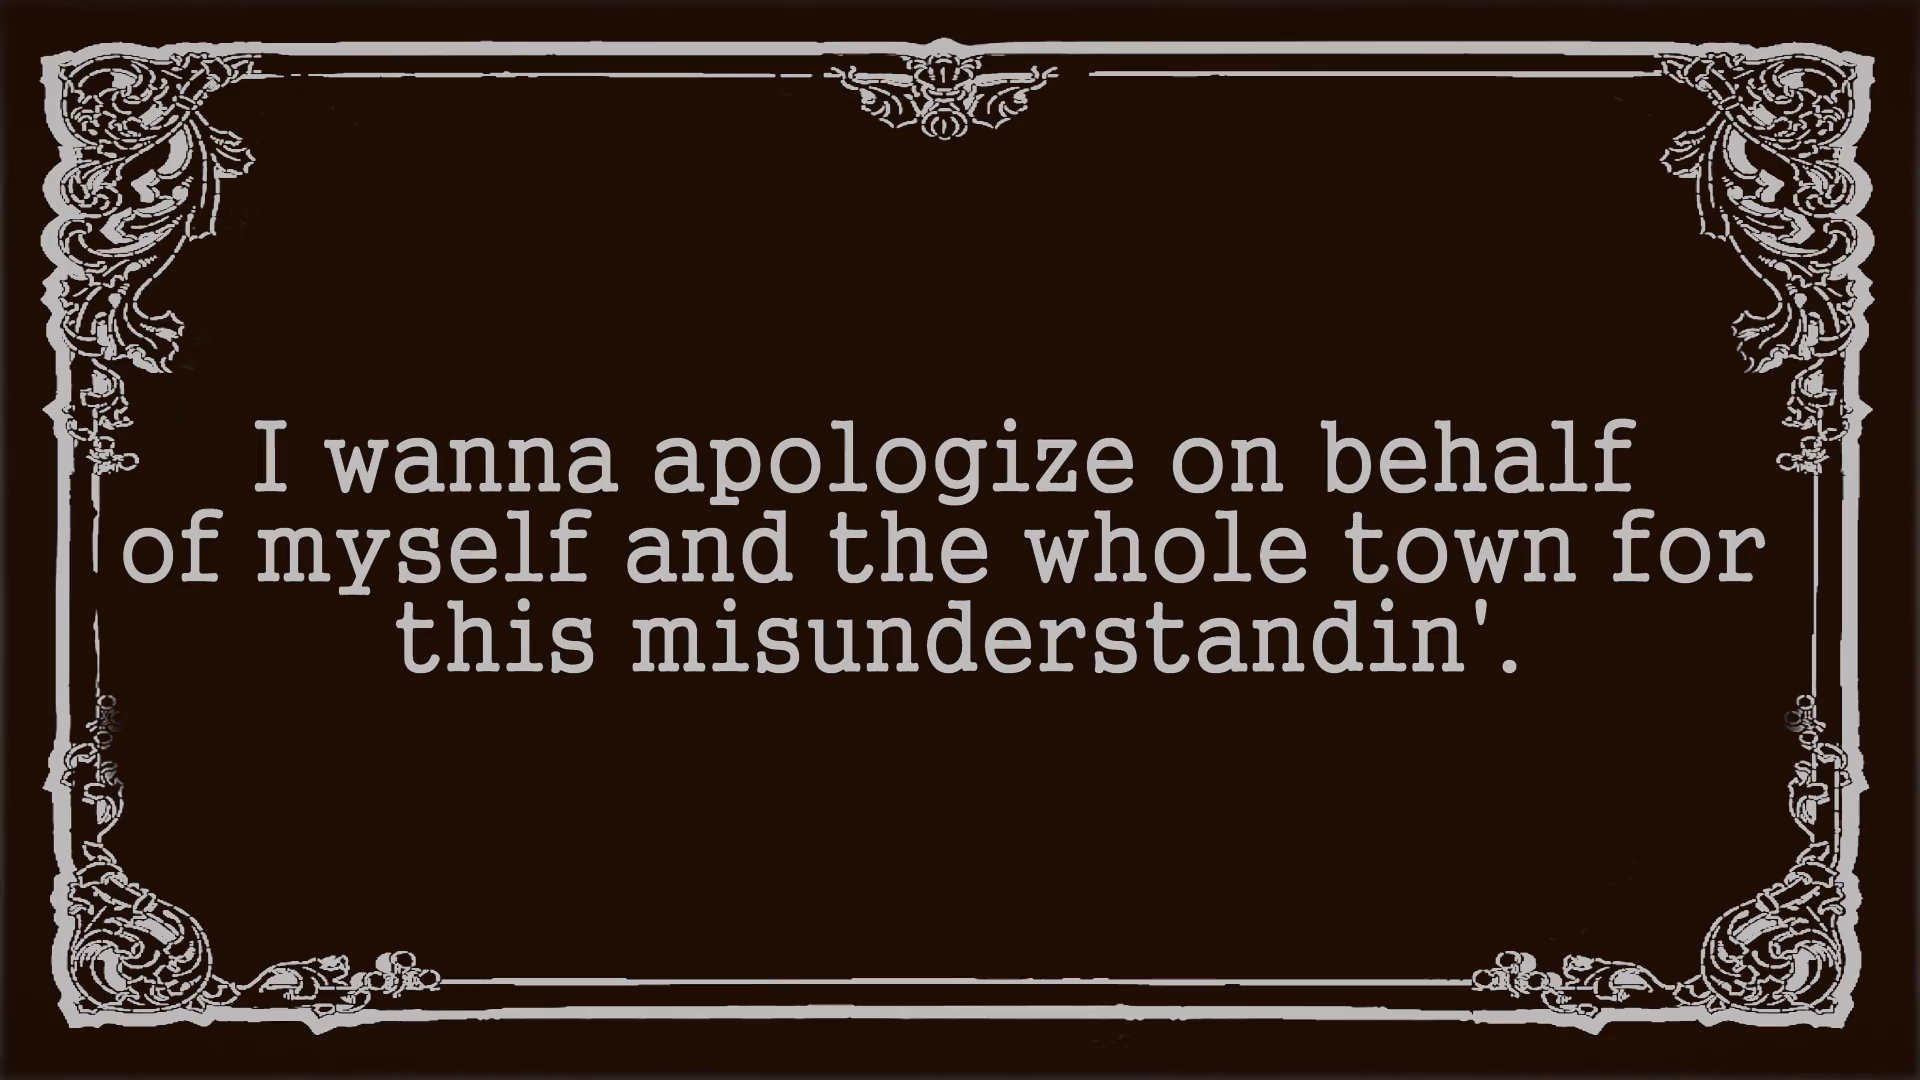 I wanna apologize on behalf
of myself and the whole town for
this misunderstandin'.